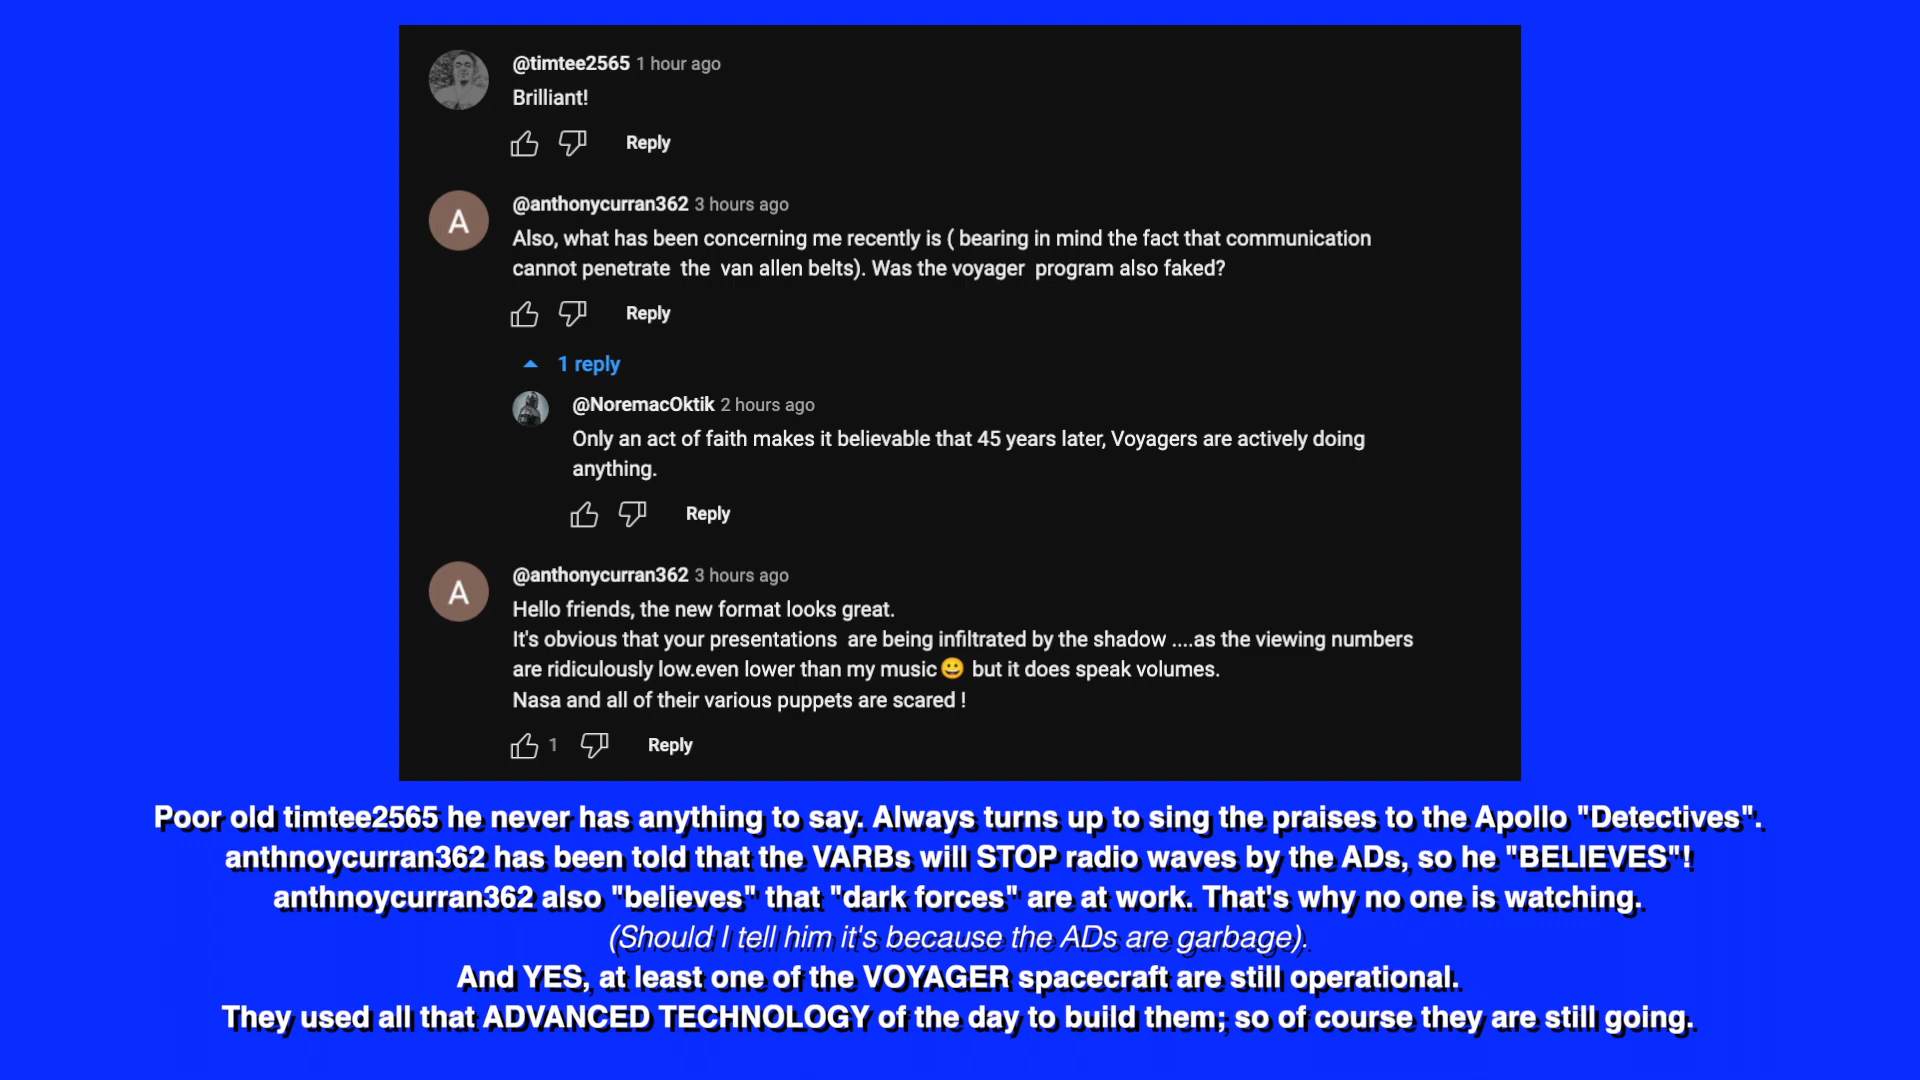 @timtee2565 1 hour ago
Brilliant!
Reply
A
@anthonycurran362 3 hours ago
Also, what has been concerning me recently is ( bearing in mind the fact that communication
cannot penetrate the van allen belts). Was the voyager program also faked?
Reply
1 reply
@NoremacOktik 2 hours ago
Only an act of faith makes it believable that 45 years later, Voyagers are actively doing
anything.
Reply
A
@anthonycurran362 3 hours ago
Hello friends, the new format looks great.
It's obvious that your presentations are being infiltrated by the shadow ....as the viewing numbers
are ridiculously low.even lower than my music😀 but it does speak volumes.
Nasa and all of their various puppets are scared !
1 Reply
Poor old timtee2565 he never has anything to say. Always turns up to sing the praises to the Apollo "Detectives".
anthnoycurran362 has been told that the VARBs will STOP radio waves by the ADs, so he "BELIEVES"!
anthnoycurran362 also "believes" that "dark forces" are at work. That's why no one is watching.
(Should I tell him it's because the ADs are garbage).
And YES, at least one of the VOYAGER spacecraft are still operational.
They used all that ADVANCED TECHNOLOGY of the day to build them; so of course they are still going.